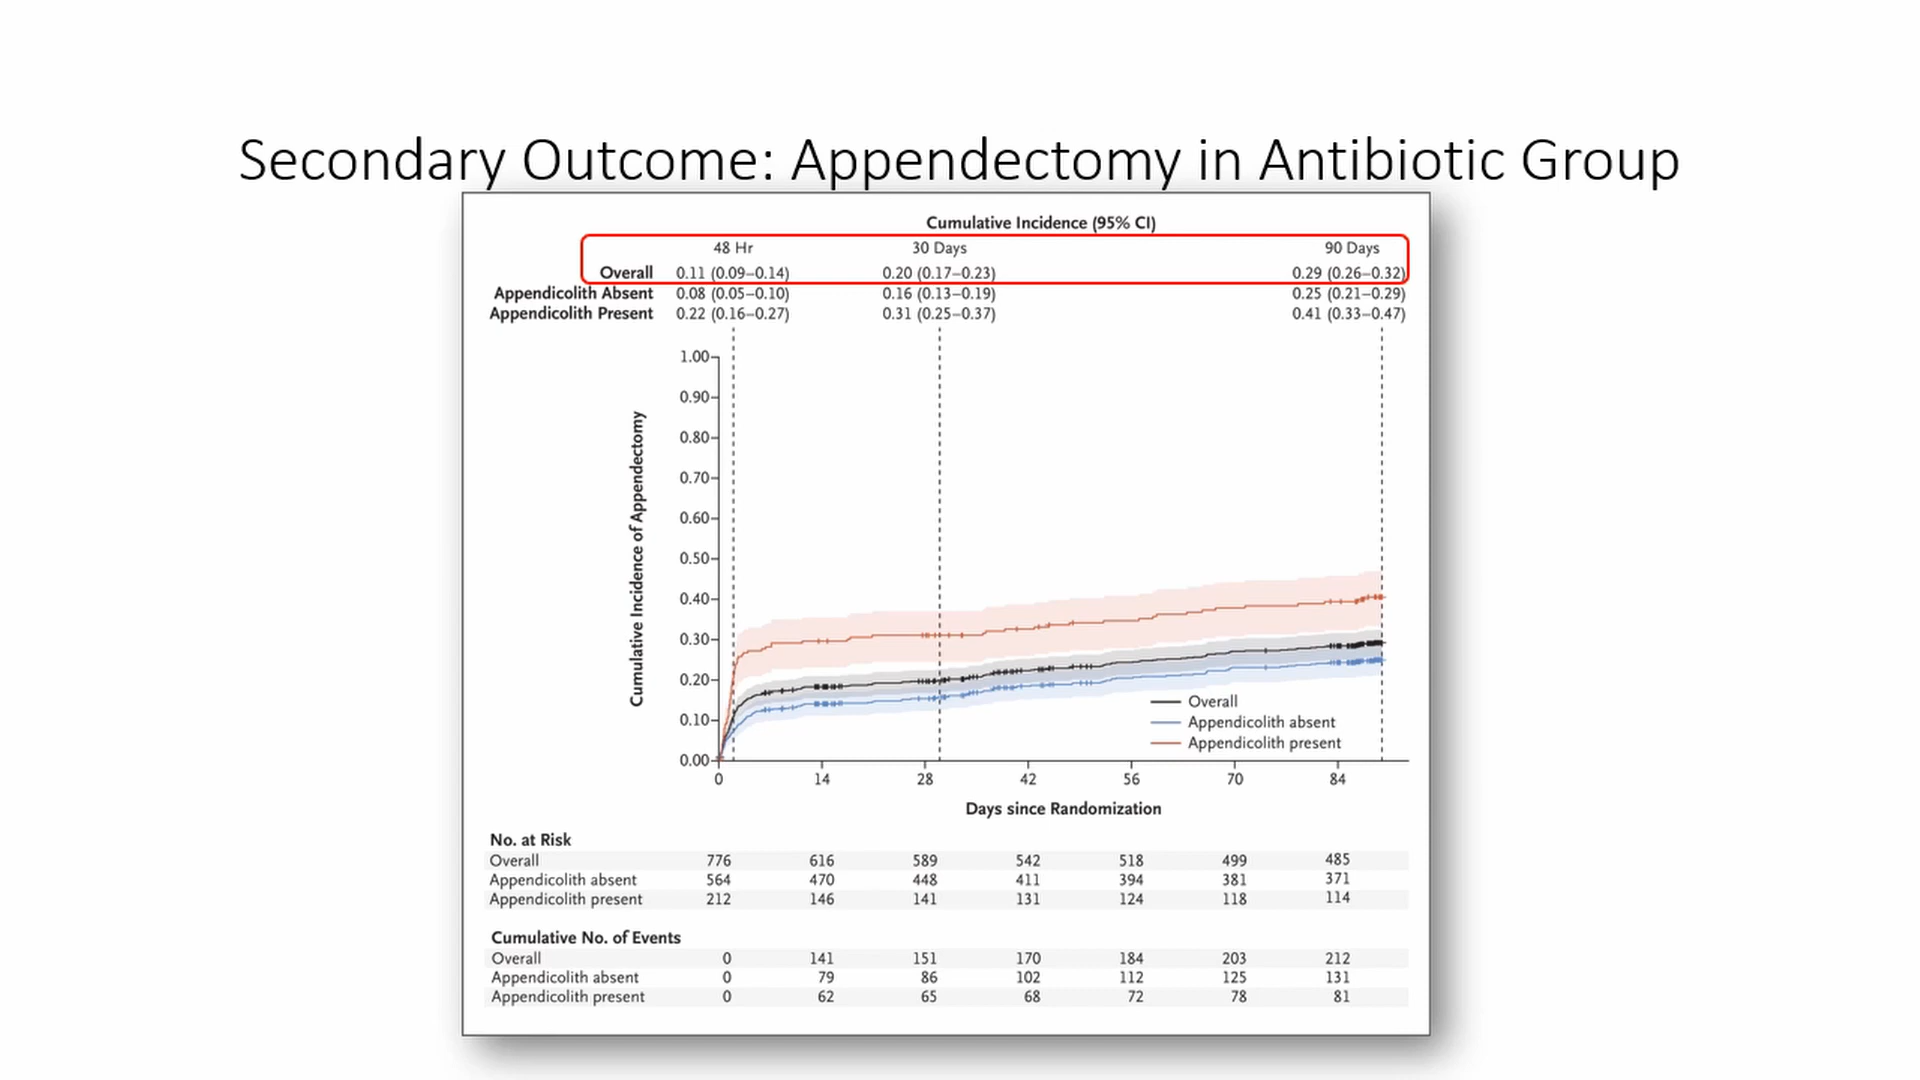 Secondary Outcome: Appendectomy in Antibiotic Group
Cumulative Incidence (95% CI)
48 Hr 30 Days 90 Days
Overall 0.11 (0.09–0.14) 0.20 (0.17–0.23) 0.29 (0.26–0.32)
Appendicolith Absent 0.08 (0.05–0.10) 0.16 (0.13–0.19) 0.25 (0.21–0.29)
Appendicolith Present 0.22 (0.16–0.27) 0.31 (0.25–0.37) 0.41 (0.33–0.47)
Cumulative Incidence of Appendectomy
1.00
0.90
0.80
0.70
0.60
0.50
0.40
0.30
0.20
0.10
0.00
Overall
Appendicolith absent
Appendicolith present
0 14 28 42 56 70 84
Days since Randomization
No. at Risk
Overall 776 616 589 542 518 499 485
Appendicolith absent 564 470 448 411 394 381 371
Appendicolith present 212 146 141 131 124 118 114
Cumulative No. of Events
Overall 0 141 151 170 184 203 212
Appendicolith absent 0 79 86 102 112 125 131
Appendicolith present 0 62 65 68 72 78 81